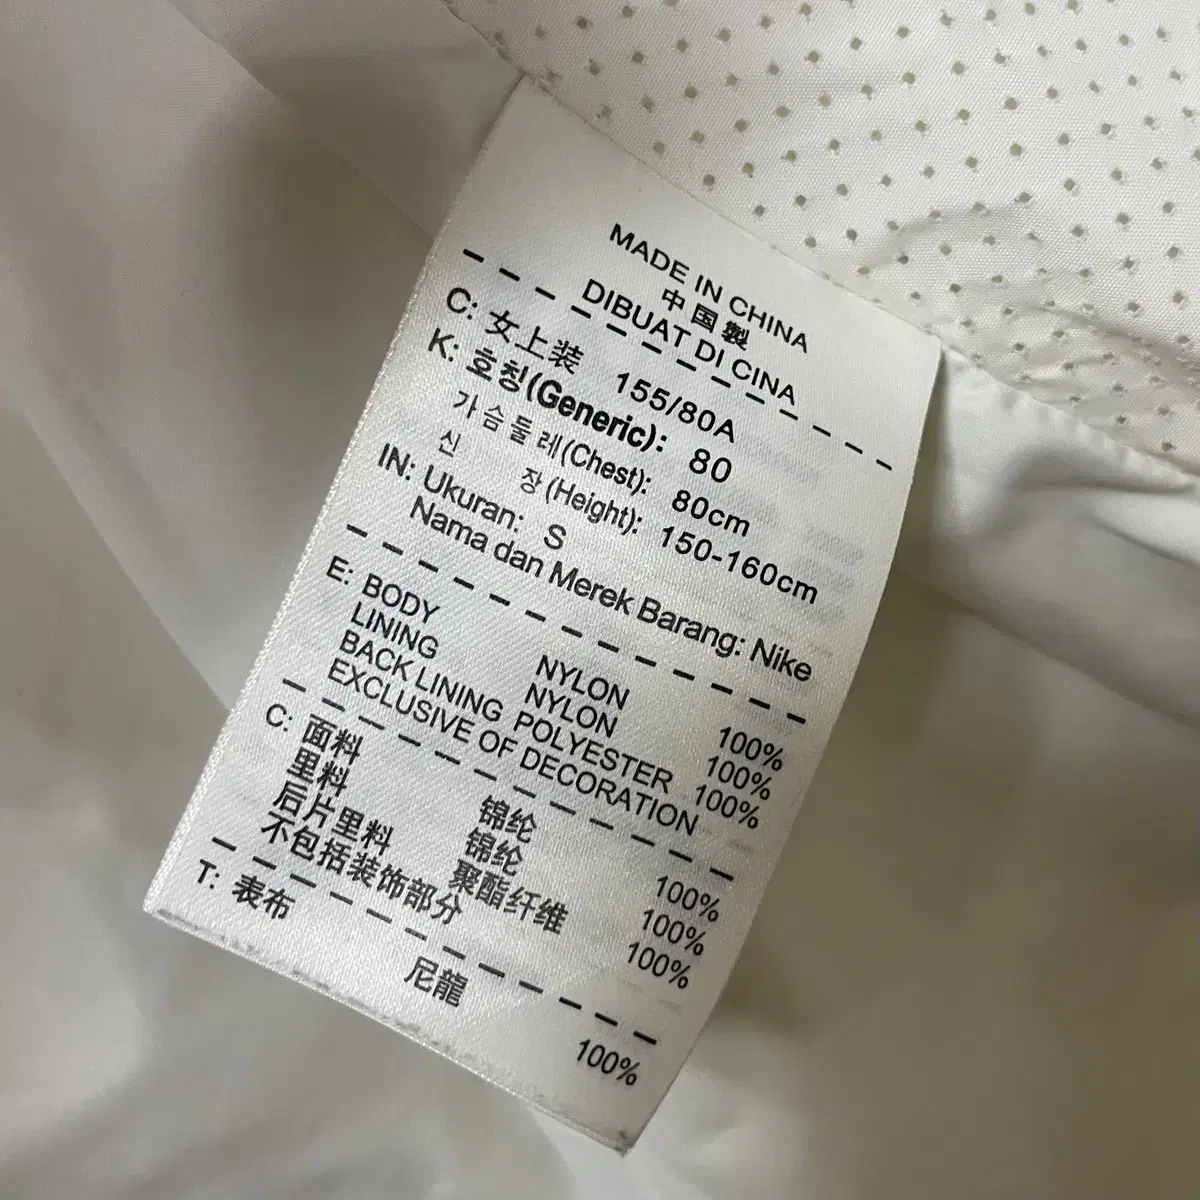 MADE IN CHINA
中国製
DIBUAT DI CINA
C: 女上装 155/80A
K: 호칭(Generic): 80
가슴둘레(Chest): 80cm
신 장(Height): 150-160cm
IN: Ukuran: S
Nama dan Merek Barang: Nike
E: BODY NYLON 100%
LINING NYLON 100%
BACK LINING POLYESTER 100%
EXCLUSIVE OF DECORATION
C: 面料 锦纶 100%
里料 锦纶 100%
后片里料 聚酯纤维 100%
不包括装饰部分
T: 表布 尼龍 100%